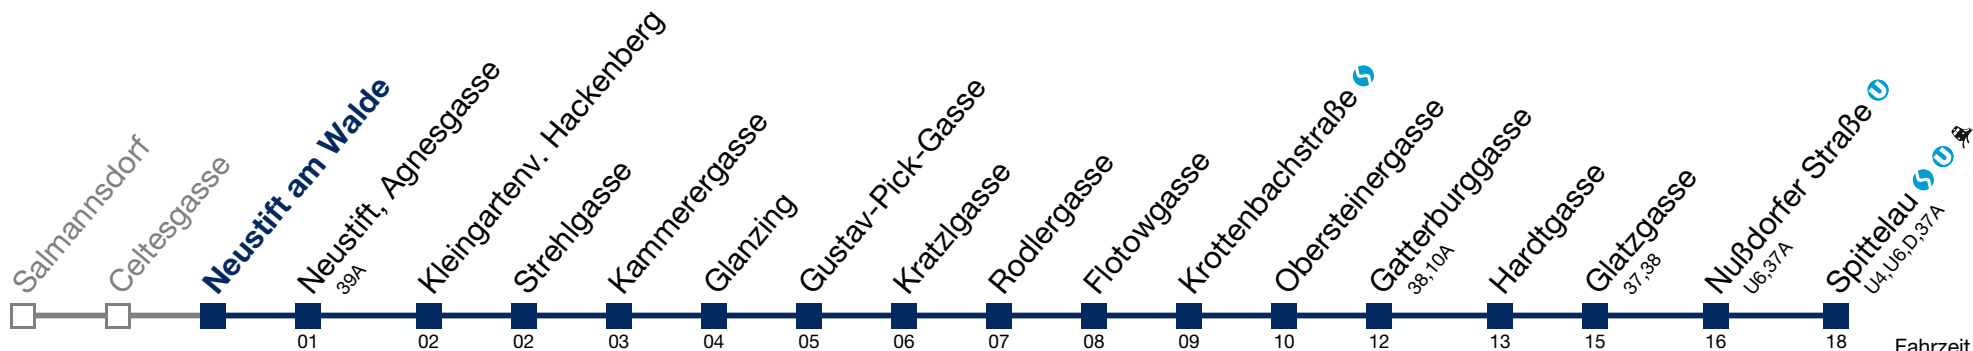 Salmannsdorf
Celtesgasse
Neustift am Walde
Neustift, Agnesgasse
39A
Kleingartenv. Hackenberg
Strehlgasse
Kammerergasse
Glanzing
Gustav-Pick-Gasse
Kratzlgasse
Rodlergasse
Flotowgasse
Krottenbachstraße S
Obersteinergasse
Gatterburggasse
38,10A
Hardtgasse
Glatzgasse
37,38
Nußdorfer Straße U
U6,37A
Spittelau S U
U4,U6,D,37A
01 02 02 03 04 05 06 07 08 09 10 12 13 15 16 18 Fahrzeit